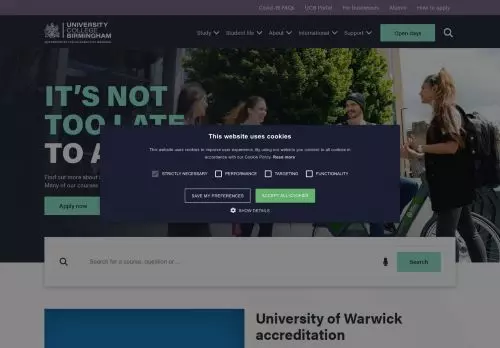 Covid-19 FAQs UCB Portal For businesses Alumni How to apply
UNIVERSITY
COLLEGE
BIRMINGHAM
Study Student life About International Support Open days
IT'S NOT
TOO LATE
TO A
This website uses cookies
This website uses cookies to improve user experience. By using our website you consent to all cookies in
accordance with our Cookie Policy. Read more
STRICTLY NECESSARY PERFORMANCE TARGETING FUNCTIONALITY
SAVE MY PREFERENCES ACCEPT ALL COOKIES
SHOW DETAILS
Find out more about
Many of our courses
Apply now
Search for a course, question or...
Search
University of Warwick
accreditation